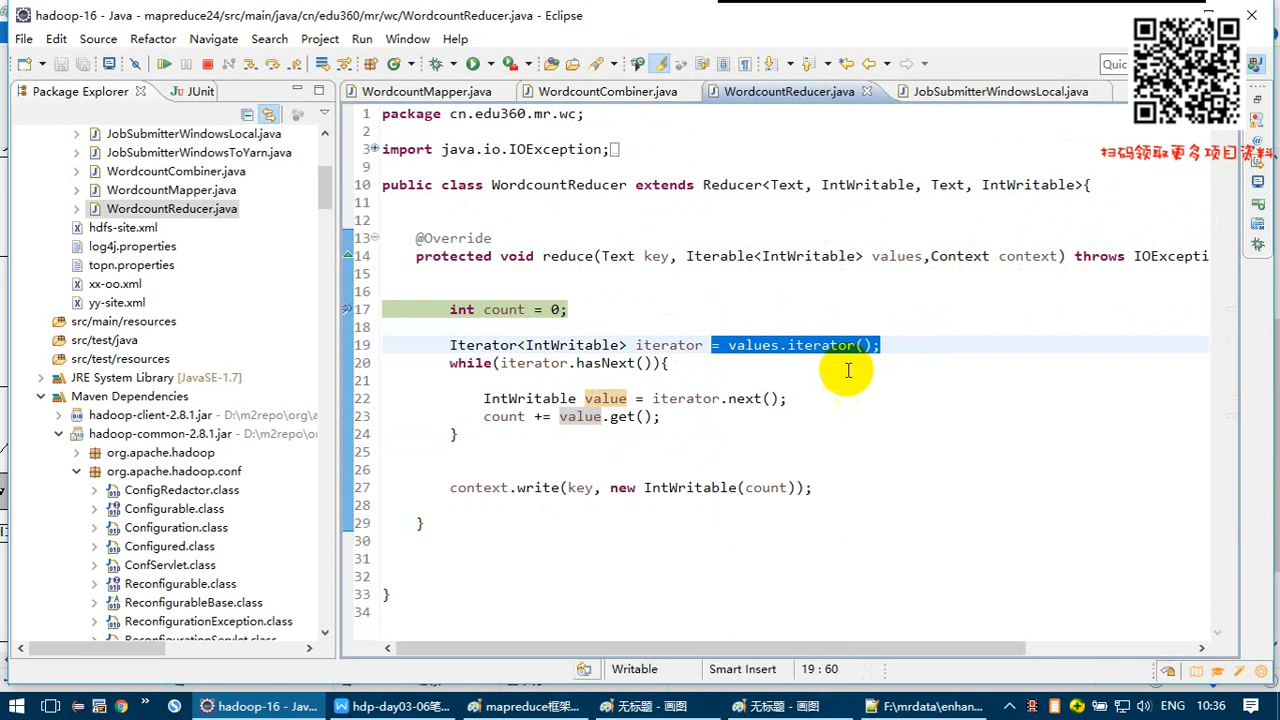 hadoop-16 - Java - mapreduce24/src/main/java/cn/edu360/mr/wc/WordcountReducer.java - Eclipse
File Edit Source Refactor Navigate Search Project Run Window Help
Quic
扫码领取更多项目资料
Package Explorer JUnit
WordcountMapper.java WordcountCombiner.java WordcountReducer.java JobSubmitterWindowsLocal.java
JobSubmitterWindowsLocal.java
JobSubmitterWindowsToYarn.java
WordcountCombiner.java
WordcountMapper.java
WordcountReducer.java
hdfs-site.xml
log4j.properties
topn.properties
xx-oo.xml
yy-site.xml
src/main/resources
src/test/java
src/test/resources
JRE System Library [JavaSE-1.7]
Maven Dependencies
hadoop-client-2.8.1.jar - D:\m2repo\org\a
hadoop-common-2.8.1.jar - D:\m2repo\o
org.apache.hadoop
org.apache.hadoop.conf
ConfigRedactor.class
Configurable.class
Configuration.class
Configured.class
ConfServlet.class
Reconfigurable.class
ReconfigurableBase.class
ReconfigurationException.class
ReconfigurationServlet.class
1 package cn.edu360.mr.wc;
2
3 import java.io.IOException;
9
10 public class WordcountReducer extends Reducer<Text, IntWritable, Text, IntWritable>{
11
12
13 @Override
14 protected void reduce(Text key, Iterable<IntWritable> values,Context context) throws IOExcepti
15
16
17 int count = 0;
18
19 Iterator<IntWritable> iterator = values.iterator();
20 while(iterator.hasNext()){
21
22 IntWritable value = iterator.next();
23 count += value.get();
24 }
25
26
27 context.write(key, new IntWritable(count));
28
29 }
30
31
32
33 }
34
Writable Smart Insert 19 : 60
hadoop-16 - Jav... hdp-day03-06笔... mapreduce框架... 无标题 - 画图 无标题 - 画图 F:\mrdata\enhan... ENG 10:36